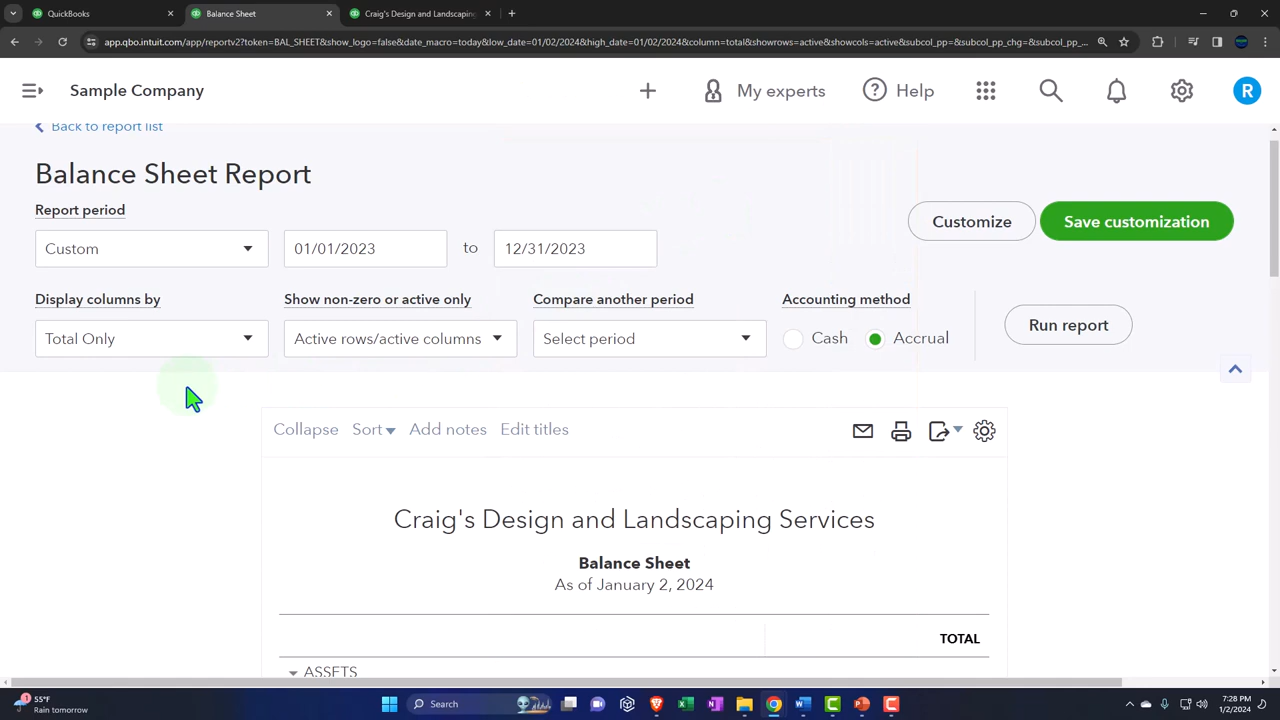 QuickBooks
Balance Sheet
Craig's Design and Landscaping
app.qbo.intuit.com/app/reportv2?token=BAL_SHEET&show_logo=false&date_macro=today&low_date=01/02/2024&high_date=01/02/2024&column=total&showrows=active&showcols=active&subcol_pp=&subcol_pp_chg=&subcol_pp_...
Sample Company
My experts
Help
R
Back to report list
Balance Sheet Report
Report period
Customize
Save customization
Custom
01/01/2023
to
12/31/2023
Display columns by
Show non-zero or active only
Compare another period
Accounting method
Total Only
Active rows/active columns
Select period
Cash
Accrual
Run report
Collapse
Sort
Add notes
Edit titles
Craig's Design and Landscaping Services
Balance Sheet
As of January 2, 2024
TOTAL
ASSETS
1
55°F
Rain tomorrow
Search
7:28 PM
1/2/2024